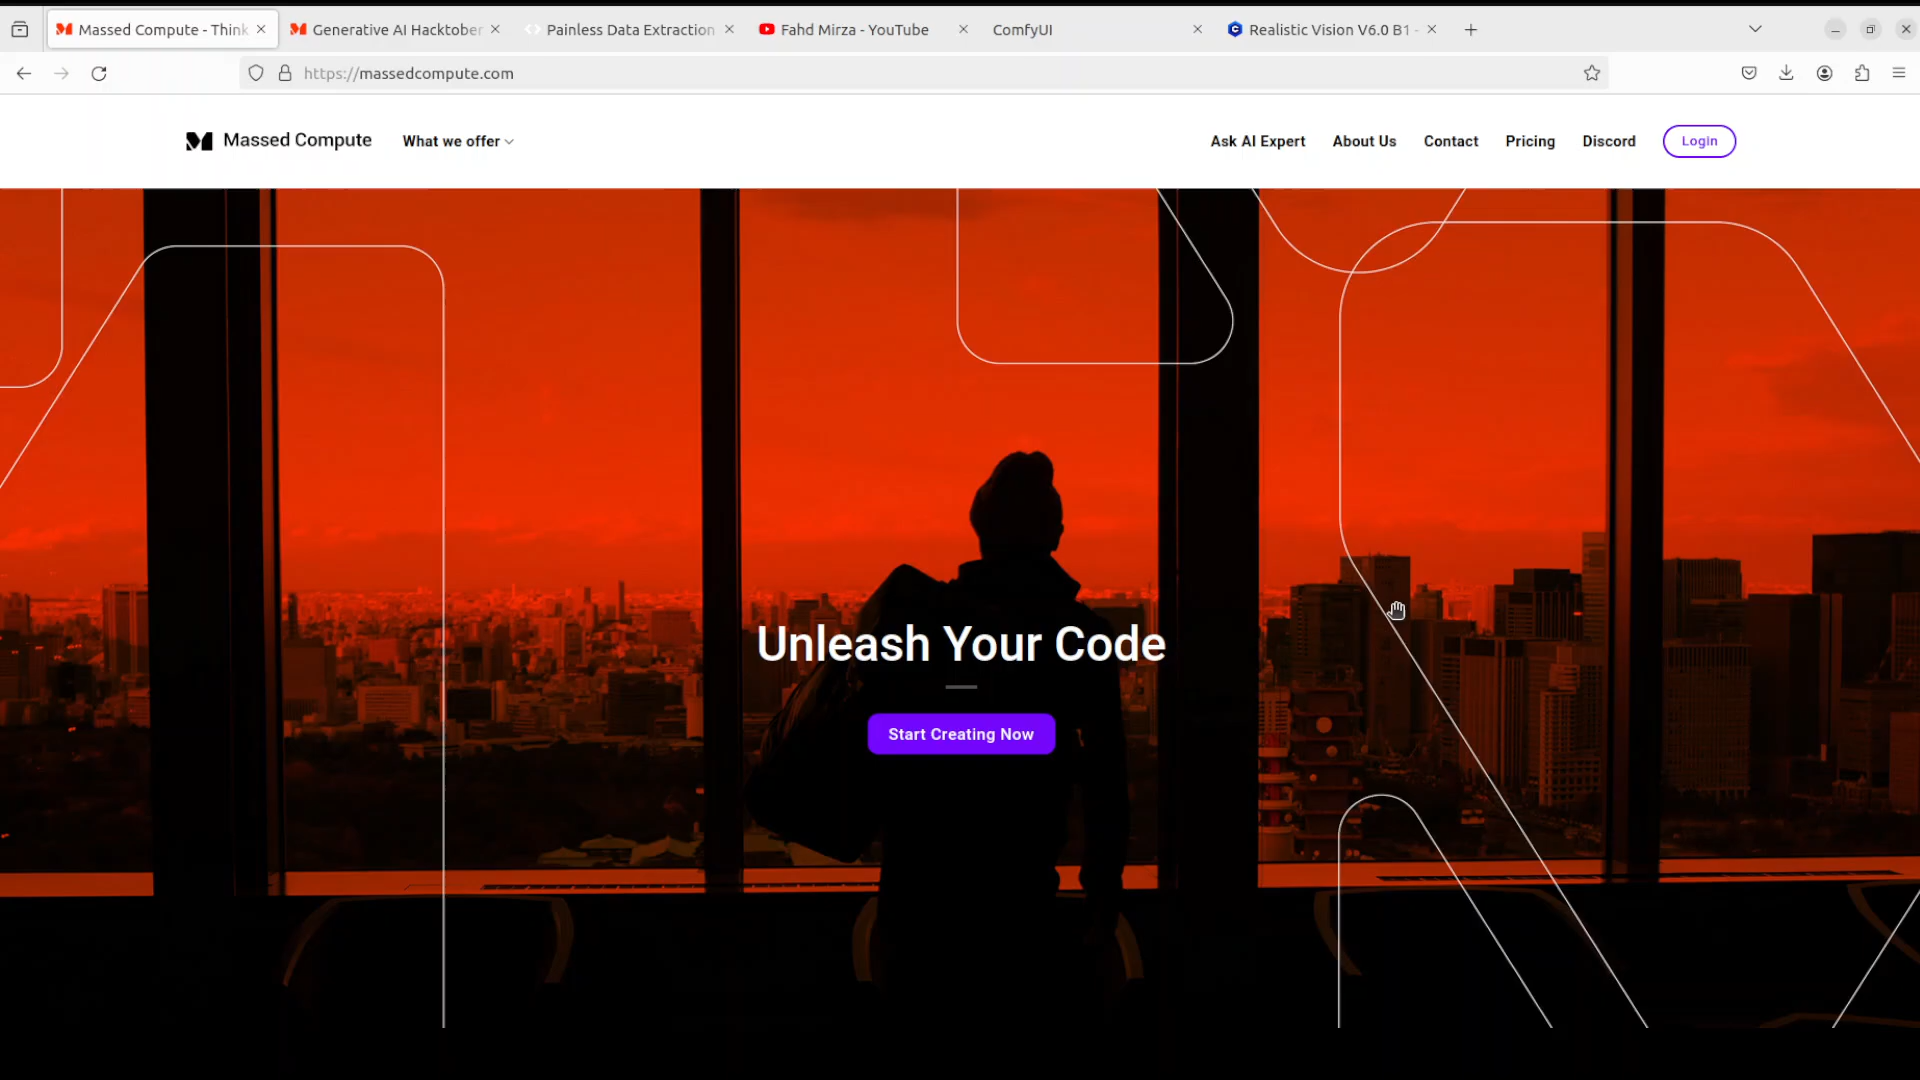 Massed Compute - Think
Generative AI Hacktober
Painless Data Extraction
Fahd Mirza - YouTube
ComfyUI
Realistic Vision V6.0 B1 -
https://massedcompute.com
Massed Compute
What we offer
Ask AI Expert
About Us
Contact
Pricing
Discord
Login
Unleash Your Code
Start Creating Now